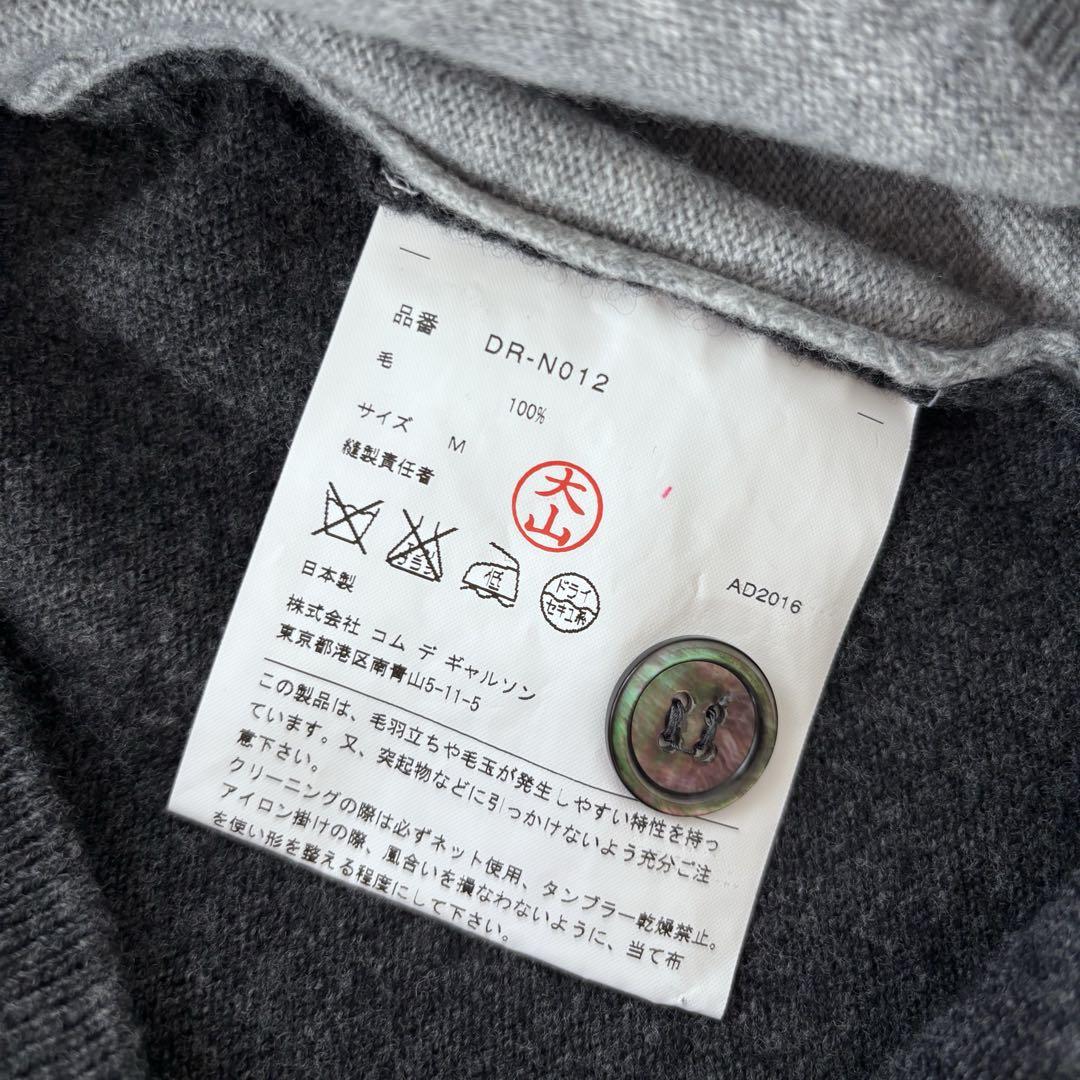 品番 DR-N012
毛 100%
サイズ M
縫製責任者
大山
エンソ
フラン
低
ドライ
セキユ系
日本製
AD2016
株式会社 コム デ ギャルソン
東京都港区南青山5-11-5
この製品は、毛羽立ちや毛玉が発生しやすい特性を持っ
ています。又、突起物などに引っかけないよう充分ご注
意下さい。
クリーニングの際は必ずネット使用、タンブラー乾燥禁止。
アイロン掛けの際、風合いを損なわないように、当て布
を使い形を整える程度にして下さい。